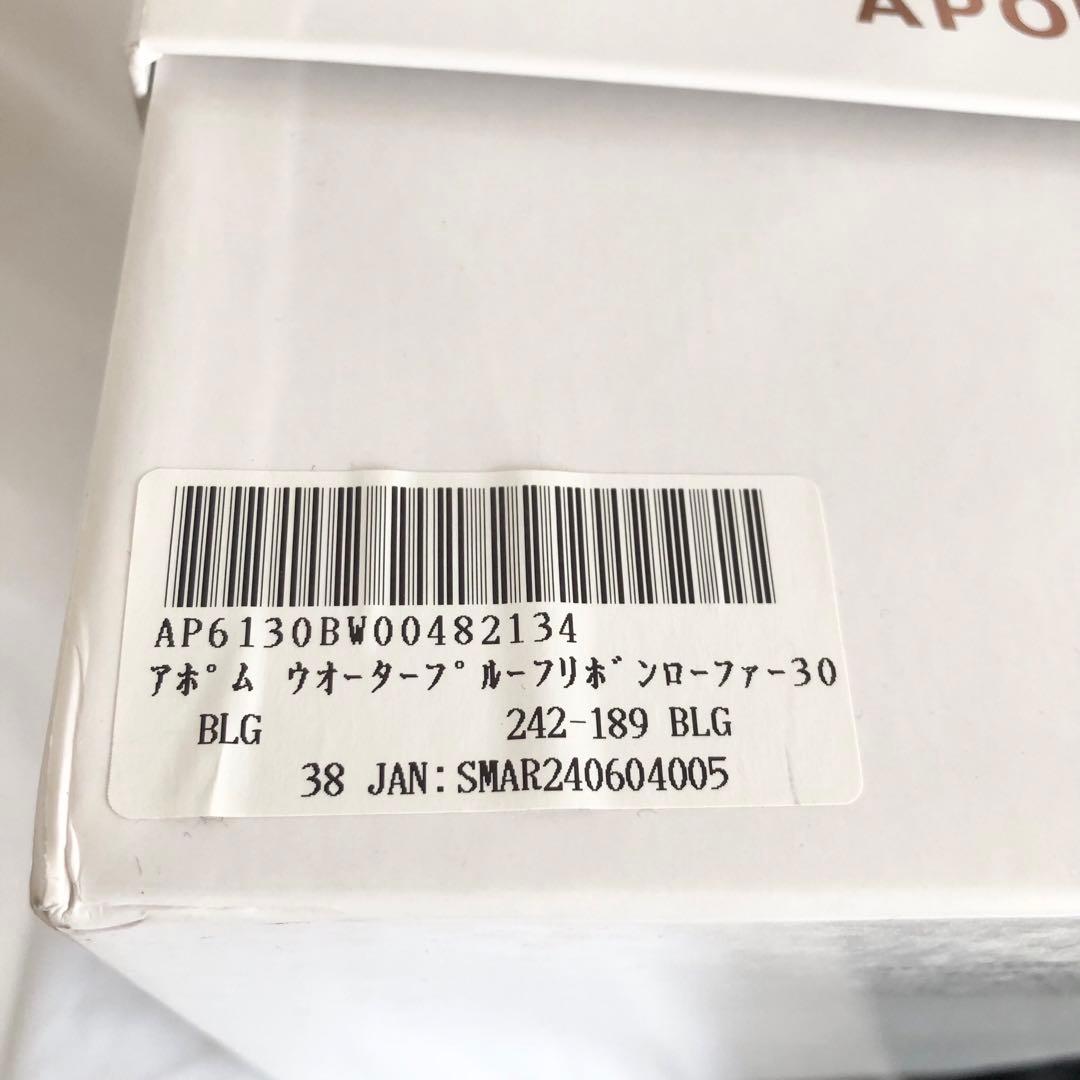 APO
AP6130BW00482134
ｱﾎﾟﾑ ｳｵｰﾀｰﾌﾟﾙｰﾌﾘﾎﾞﾝﾛｰﾌｧｰ30
BLG 242-189 BLG
38 JAN:SMAR240604005